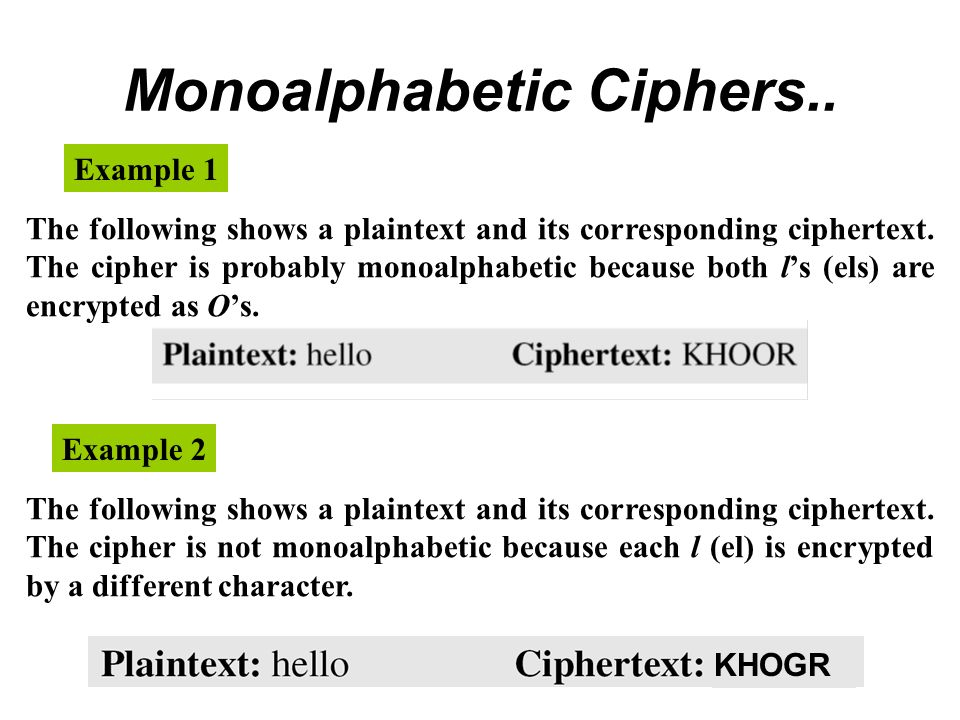 Monoalphabetic Ciphers..
Example 1
The following shows a plaintext and its corresponding ciphertext.
The cipher is probably monoalphabetic because both l’s (els) are
encrypted as O’s.
Plaintext: hello Ciphertext: KHOOR
Example 2
The following shows a plaintext and its corresponding ciphertext.
The cipher is not monoalphabetic because each l (el) is encrypted
by a different character.
Plaintext: hello Ciphertext: KHOGR